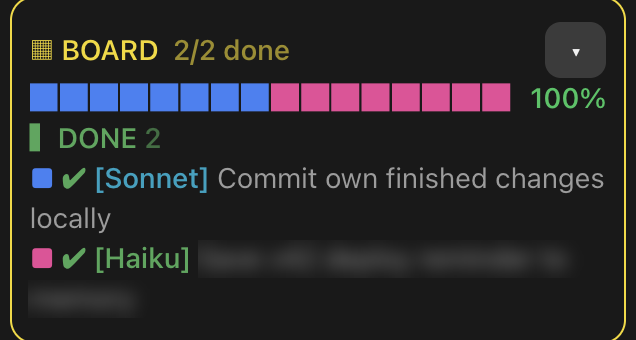 ▦ BOARD 2/2 done ▾
100%
DONE 2
✔ [Sonnet] Commit own finished changes
locally
✔ [Haiku]